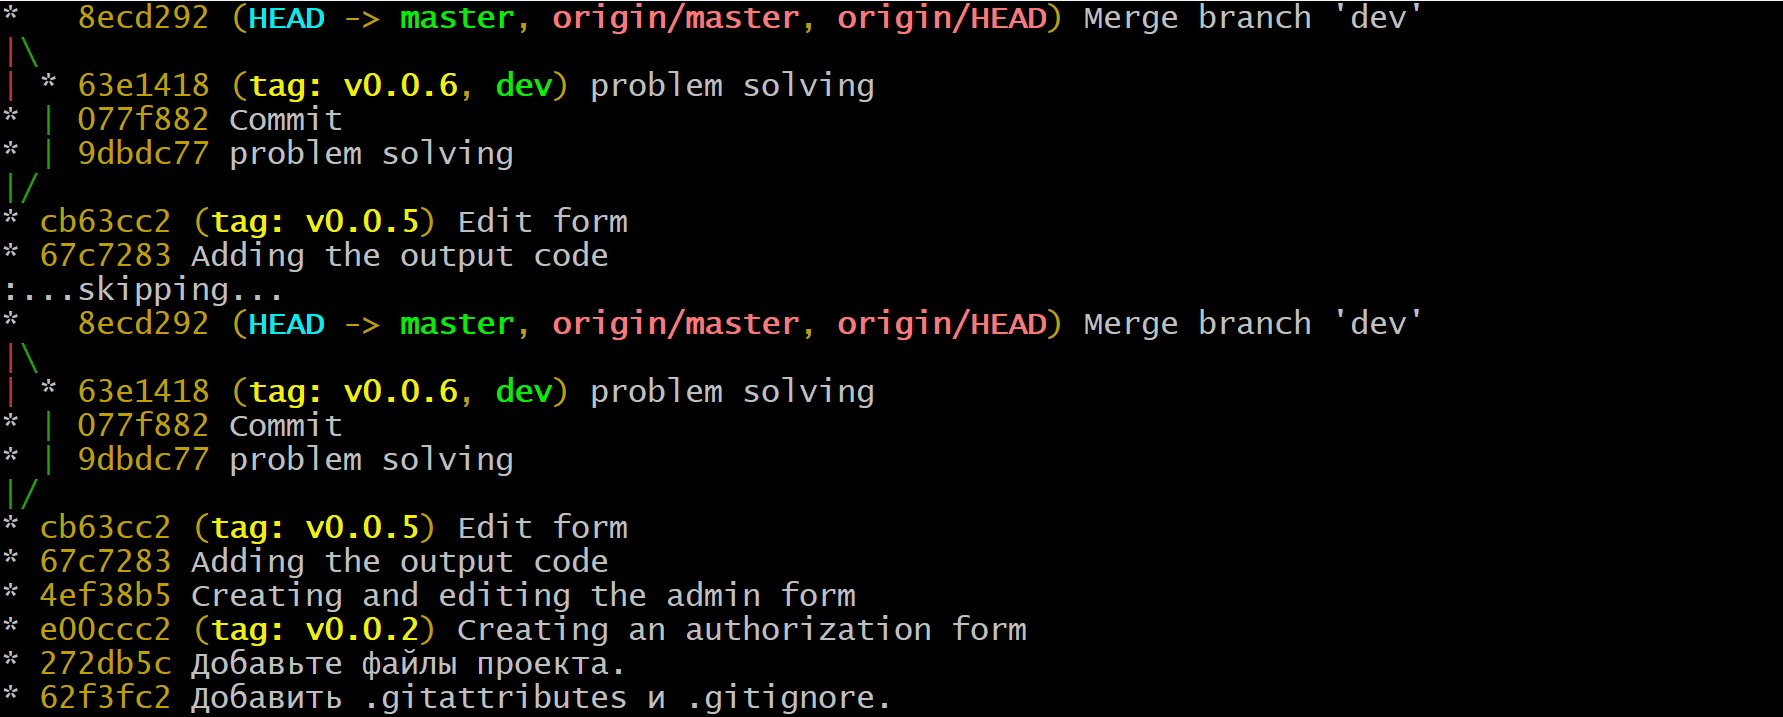 *   8ecd292 (HEAD -> master, origin/master, origin/HEAD) Merge branch 'dev'
|\
| * 63e1418 (tag: v0.0.6, dev) problem solving
* | 077f882 Commit
* | 9dbdc77 problem solving
|/
* cb63cc2 (tag: v0.0.5) Edit form
* 67c7283 Adding the output code
:...skipping...
*   8ecd292 (HEAD -> master, origin/master, origin/HEAD) Merge branch 'dev'
|\
| * 63e1418 (tag: v0.0.6, dev) problem solving
* | 077f882 Commit
* | 9dbdc77 problem solving
|/
* cb63cc2 (tag: v0.0.5) Edit form
* 67c7283 Adding the output code
* 4ef38b5 Creating and editing the admin form
* e00ccc2 (tag: v0.0.2) Creating an authorization form
* 272db5c Добавьте файлы проекта.
* 62f3fc2 Добавить .gitattributes и .gitignore.